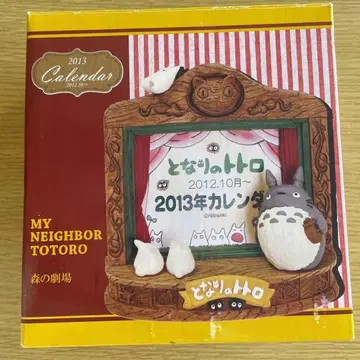 2013
Calendar
2012.10~
となりのトトロ
2012.10月~
2013年カレンダー
MY
NEIGHBOR
TOTORO
森の劇場
となりのトトロ